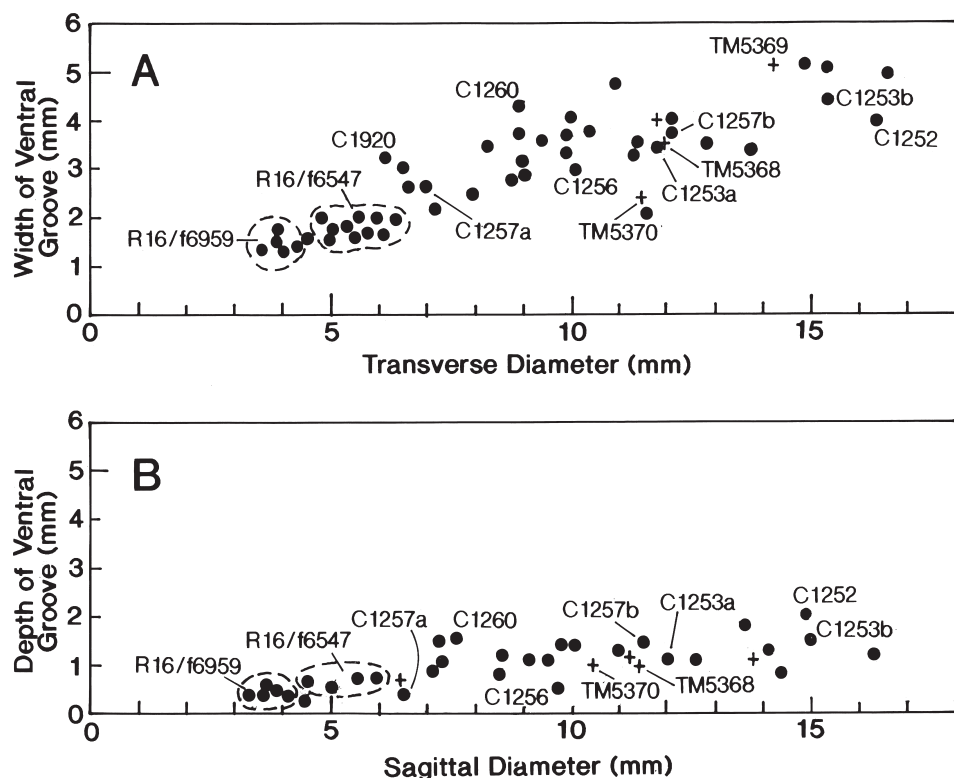 A
Width of Ventral
Groove (mm)
6
5
4
3
2
1
0
TM5369
C1260
C1253b
C1257b
C1252
C1920
TM5368
R16/f6547
C1256
C1253a
R16/f6959
C1257a
TM5370
0
5
10
15
Transverse Diameter (mm)
B
Depth of Ventral
Groove (mm)
6
5
4
3
2
1
0
C1257a
C1260
C1257b
C1253a
C1252
R16/f6547
C1253b
R16/f6959
C1256
TM5370
TM5368
0
5
10
15
Sagittal Diameter (mm)